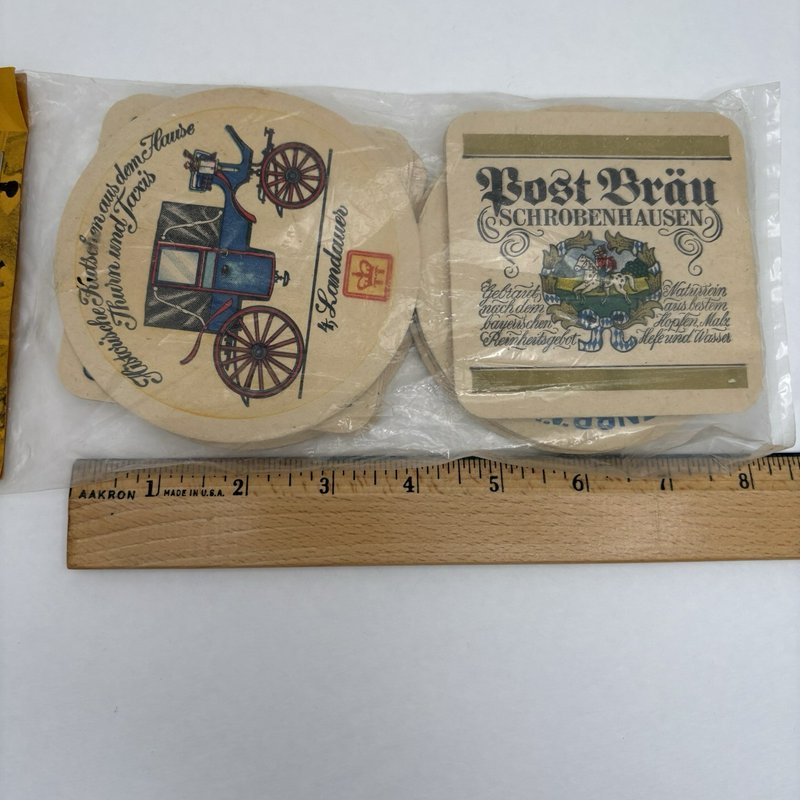 Historische Kutschen aus dem Hause
Thurn und Taxis
4, Landauer
TT
Post Bräu
SCHROBENHAUSEN
Gebraut
nach dem
bayerischen
Reinheitsgebot
Naturrein
aus bestem
Hopfen, Malz
Hefe und Wasser
AAKRON
MADE IN U.S.A.
1 2 3 4 5 6 7 8